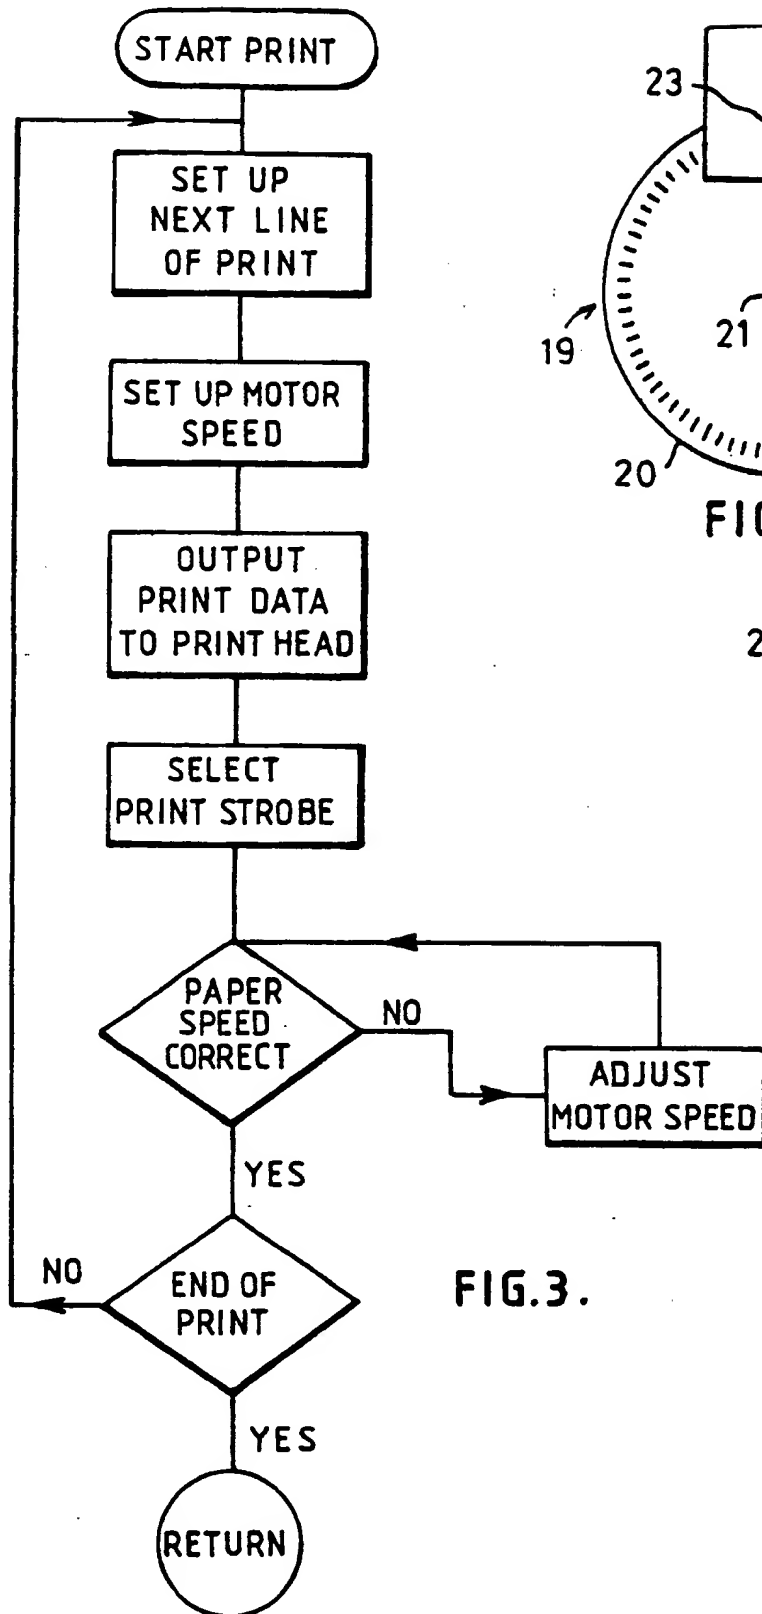 START PRINT
SET UP
NEXT LINE
OF PRINT
SET UP MOTOR
SPEED
OUTPUT
PRINT DATA
TO PRINT HEAD
SELECT
PRINT STROBE
PAPER
SPEED
CORRECT
NO
ADJUST
MOTOR SPEED
YES
END OF
PRINT
NO
YES
RETURN
FIG.3.
23
19
21
20
FIG
2